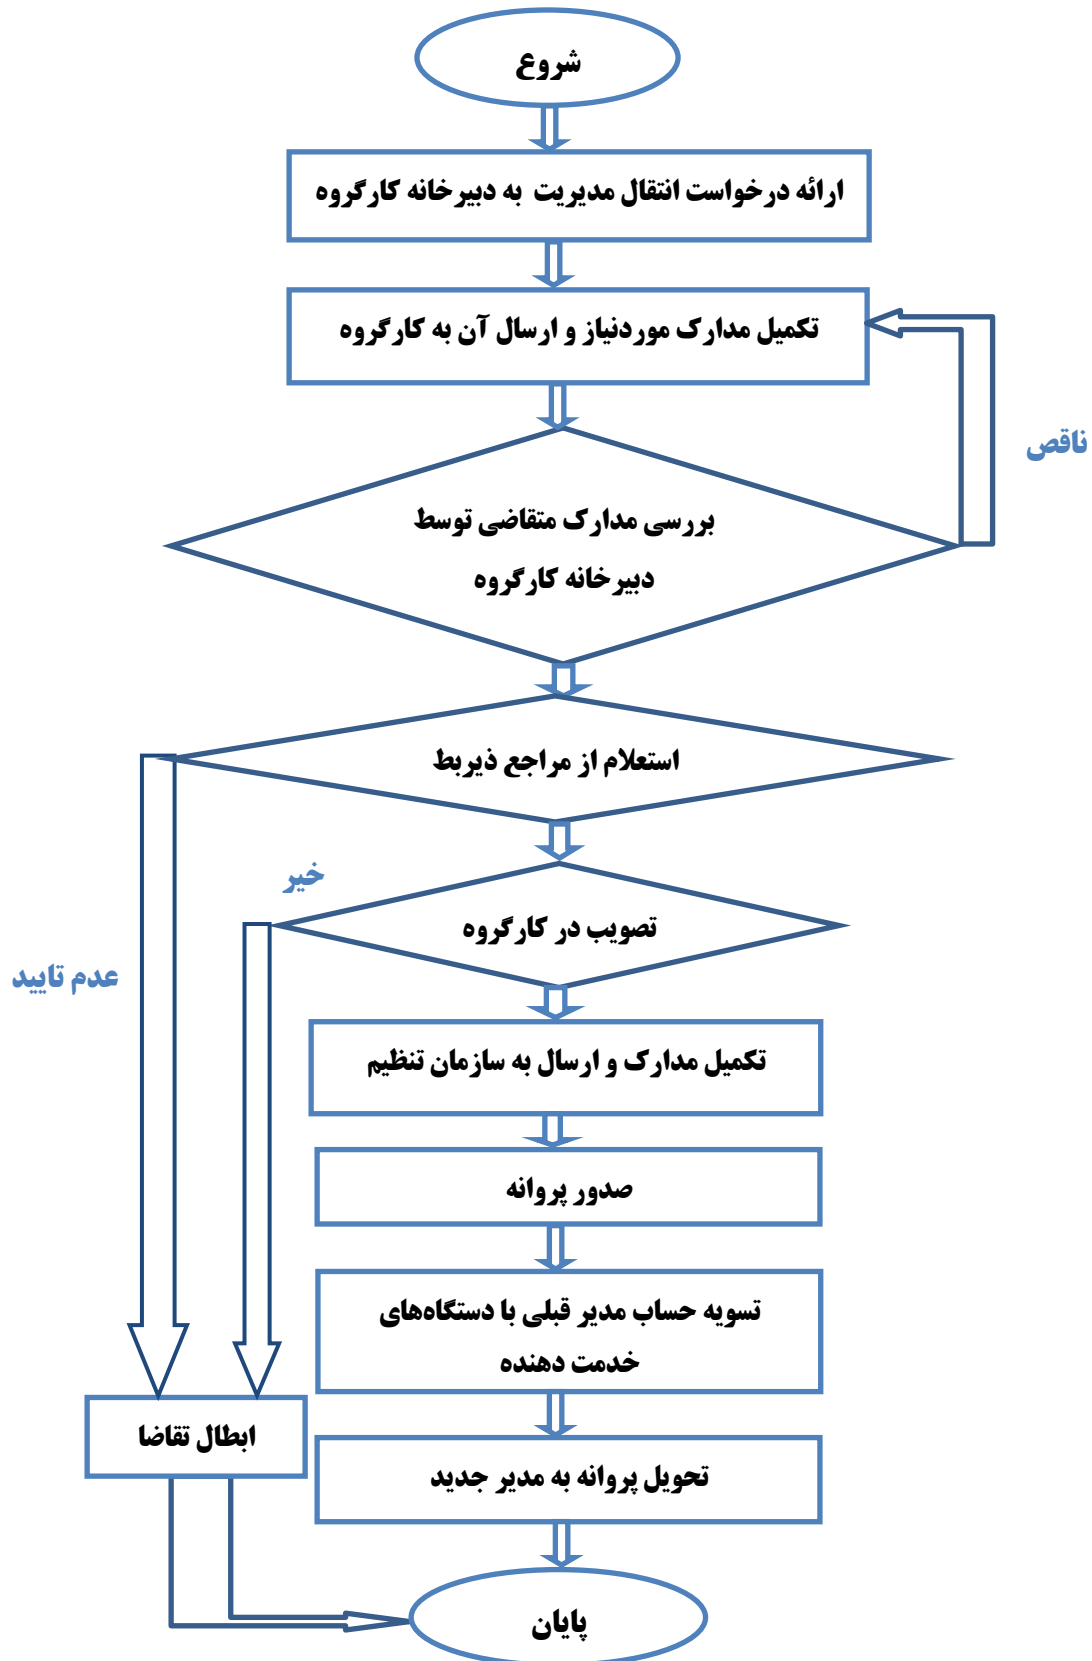 شروع
ارائه درخواست انتقال مدیریت به دبیرخانه کارگروه
تکمیل مدارک موردنیاز و ارسال آن به کارگروه
ناقص
بررسی مدارک متقاضی توسط
دبیرخانه کارگروه
استعلام از مراجع ذیربط
خیر
تصویب در کارگروه
عدم تایید
تکمیل مدارک و ارسال به سازمان تنظیم
صدور پروانه
تسویه حساب مدیر قبلی با دستگاه‌های
خدمت دهنده
ابطال تقاضا
تحویل پروانه به مدیر جدید
پایان